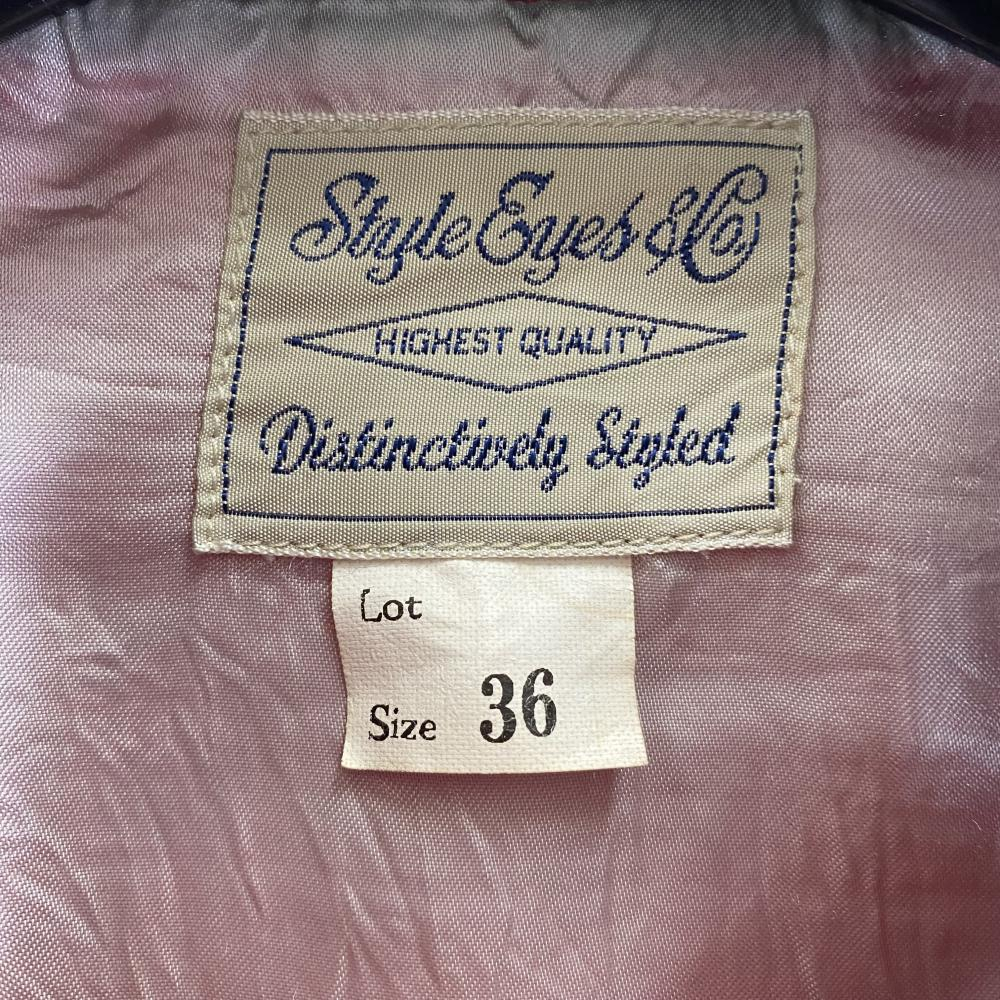 Style Eyes & Co.
HIGHEST QUALITY
Distinctively Styled
Lot
Size 36